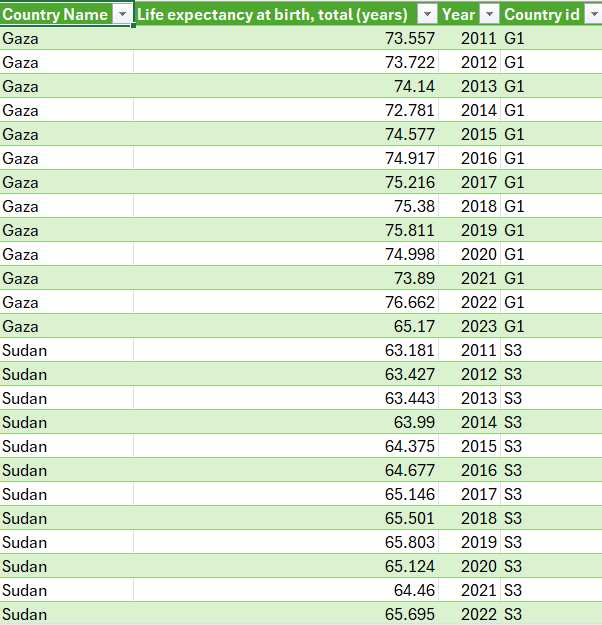 Country Name Life expectancy at birth, total (years) Year Country id
Gaza 73.557 2011 G1
Gaza 73.722 2012 G1
Gaza 74.14 2013 G1
Gaza 72.781 2014 G1
Gaza 74.577 2015 G1
Gaza 74.917 2016 G1
Gaza 75.216 2017 G1
Gaza 75.38 2018 G1
Gaza 75.811 2019 G1
Gaza 74.998 2020 G1
Gaza 73.89 2021 G1
Gaza 76.662 2022 G1
Gaza 65.17 2023 G1
Sudan 63.181 2011 S3
Sudan 63.427 2012 S3
Sudan 63.443 2013 S3
Sudan 63.99 2014 S3
Sudan 64.375 2015 S3
Sudan 64.677 2016 S3
Sudan 65.146 2017 S3
Sudan 65.501 2018 S3
Sudan 65.803 2019 S3
Sudan 65.124 2020 S3
Sudan 64.46 2021 S3
Sudan 65.695 2022 S3